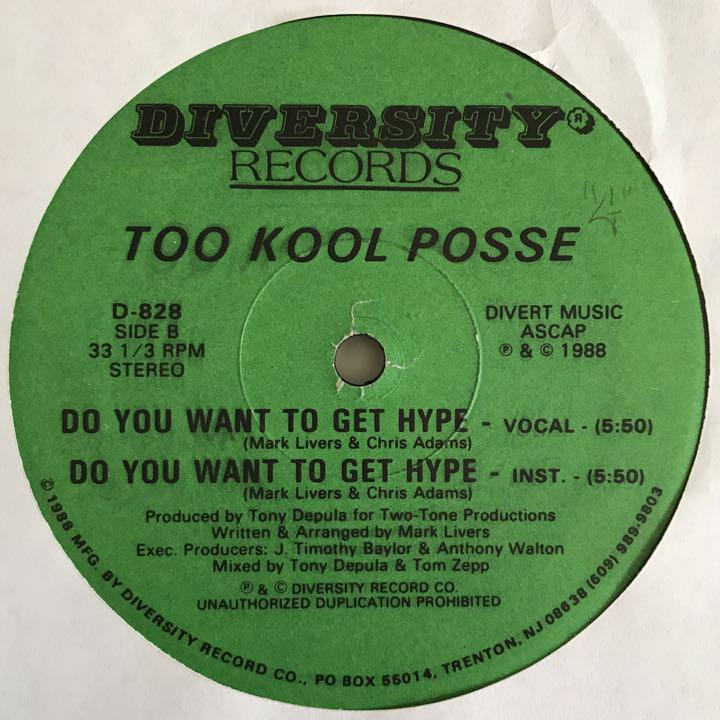 DIVERSITY®
RECORDS
"4"
TOO KOOL POSSE
D-828
SIDE B
33 1/3 RPM
STEREO
DIVERT MUSIC
ASCAP
℗ & © 1988
DO YOU WANT TO GET HYPE - VOCAL - (5:50)
(Mark Livers & Chris Adams)
DO YOU WANT TO GET HYPE - INST. - (5:50)
(Mark Livers & Chris Adams)
Produced by Tony Depula for Two-Tone Productions
Written & Arranged by Mark Livers
Exec. Producers: J. Timothy Baylor & Anthony Walton
Mixed by Tony Depula & Tom Zepp
℗ & © DIVERSITY RECORD CO.
UNAUTHORIZED DUPLICATION PROHIBITED
© 1988 MFG. BY DIVERSITY RECORD CO., PO BOX 55014, TRENTON, NJ 08638 (609) 989-9803